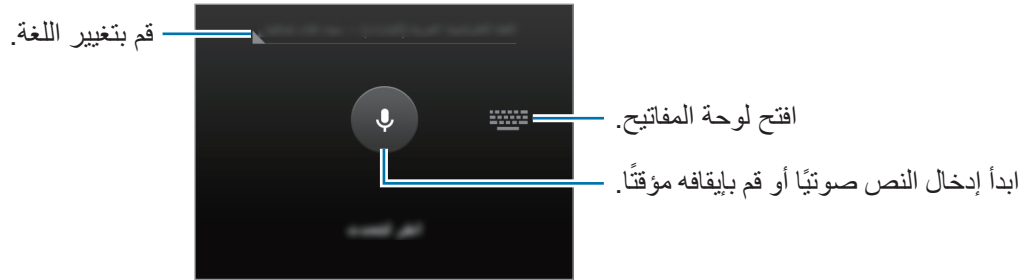 قم بتغيير اللغة.
افتح لوحة المفاتيح.
ابدأ إدخال النص صوتيًا أو قم بإيقافه مؤقتًا.